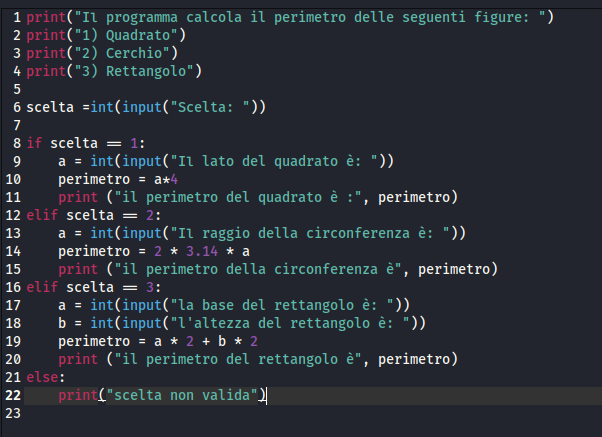 1 print("Il programma calcola il perimetro delle seguenti figure: ")
2 print("1) Quadrato")
3 print("2) Cerchio")
4 print("3) Rettangolo")
5
6 scelta =int(input("Scelta: "))
7
8 if scelta == 1:
9     a = int(input("Il lato del quadrato è: "))
10     perimetro = a*4
11     print ("il perimetro del quadrato è :", perimetro)
12 elif scelta == 2:
13     a = int(input("Il raggio della circonferenza è: "))
14     perimetro = 2 * 3.14 * a
15     print ("il perimetro della circonferenza è", perimetro)
16 elif scelta == 3:
17     a = int(input("la base del rettangolo è: "))
18     b = int(input("l'altezza del rettangolo è: "))
19     perimetro = a * 2 + b * 2
20     print ("il perimetro del rettangolo è", perimetro)
21 else:
22     print("scelta non valida")
23